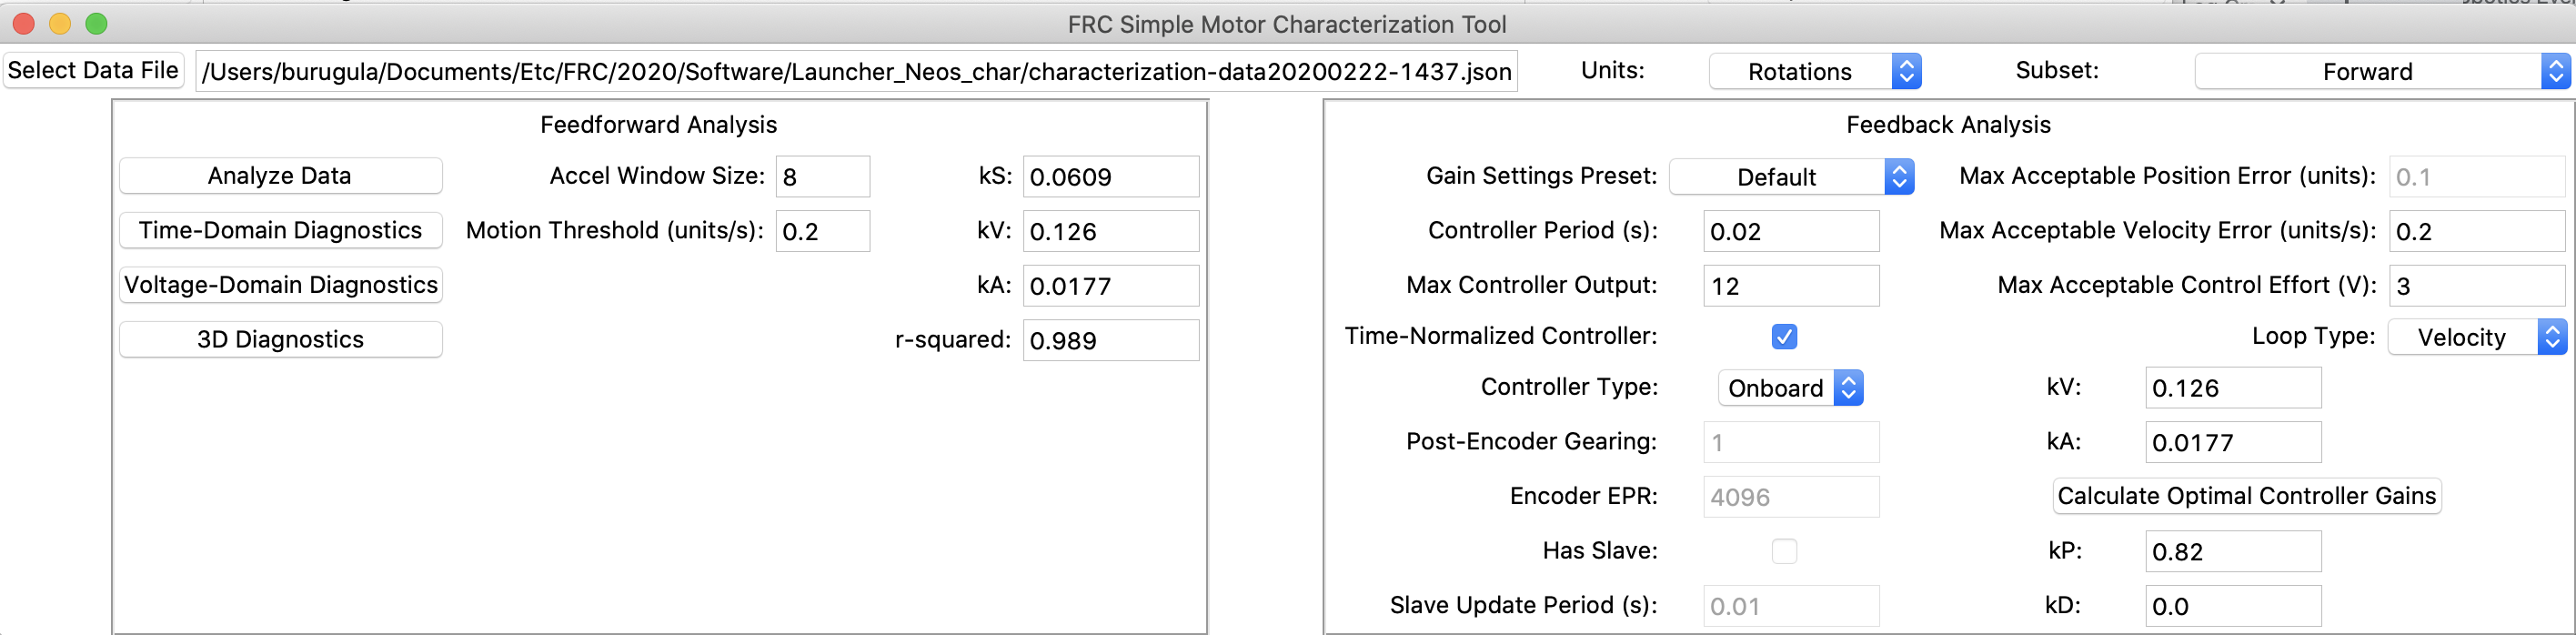 FRC Simple Motor Characterization Tool
Select Data File /Users/burugula/Documents/Etc/FRC/2020/Software/Launcher_Neos_char/characterization-data20200222-1437.json Units: Rotations Subset: Forward
Feedforward Analysis
Analyze Data Accel Window Size: 8 kS: 0.0609
Time-Domain Diagnostics Motion Threshold (units/s): 0.2 kV: 0.126
Voltage-Domain Diagnostics kA: 0.0177
3D Diagnostics r-squared: 0.989
Feedback Analysis
Gain Settings Preset: Default Max Acceptable Position Error (units): 0.1
Controller Period (s): 0.02 Max Acceptable Velocity Error (units/s): 0.2
Max Controller Output: 12 Max Acceptable Control Effort (V): 3
Time-Normalized Controller: Loop Type: Velocity
Controller Type: Onboard kV: 0.126
Post-Encoder Gearing: 1 kA: 0.0177
Encoder EPR: 4096 Calculate Optimal Controller Gains
Has Slave: kP: 0.82
Slave Update Period (s): 0.01 kD: 0.0